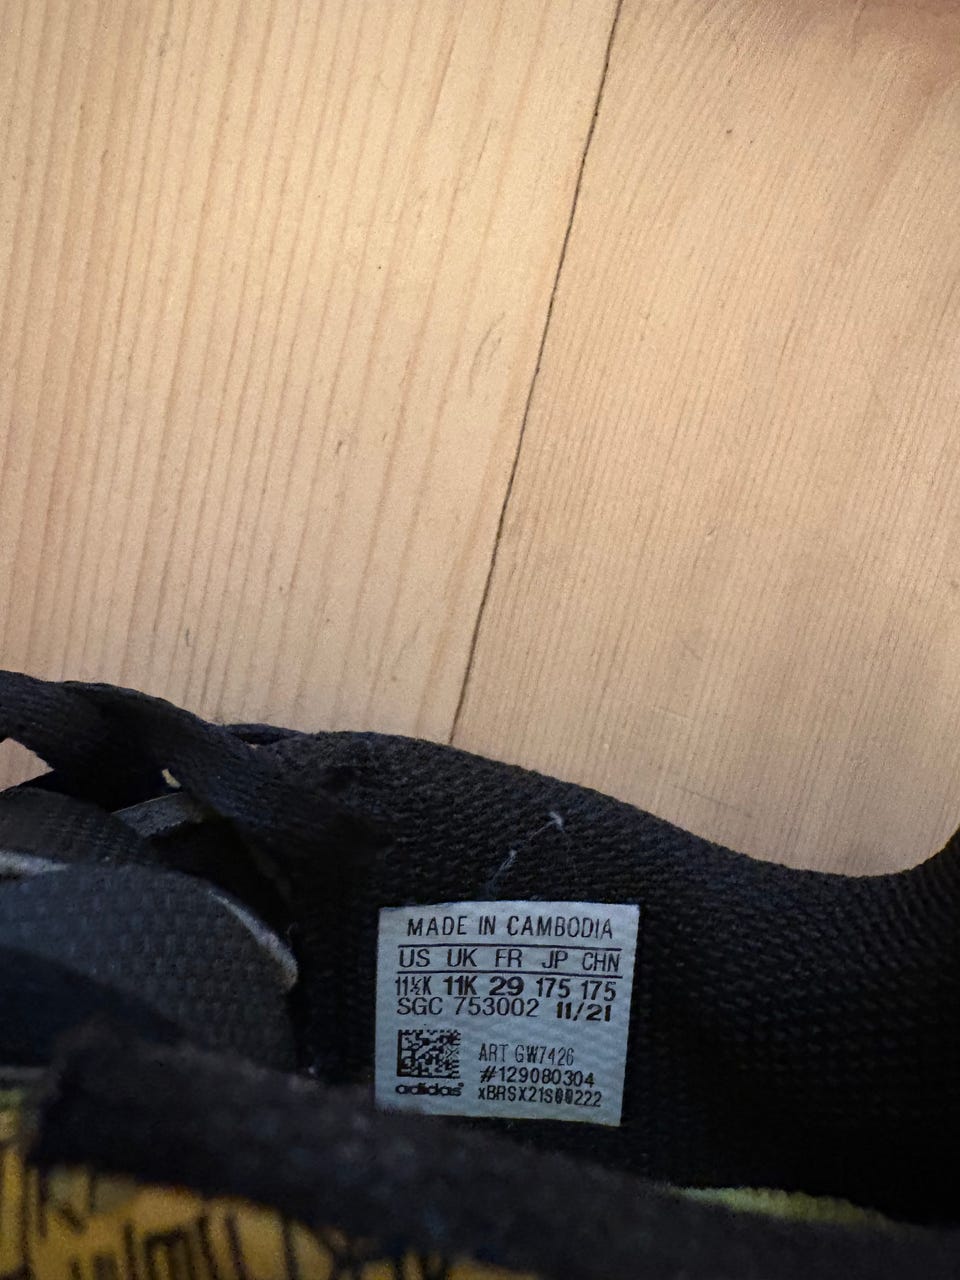 MADE IN CAMBODIA
US UK FR JP CHN
11½K 11K 29 175 175
SGC 753002 11/21
ART GW7426
#129080304
adidas xBRSX21S00222